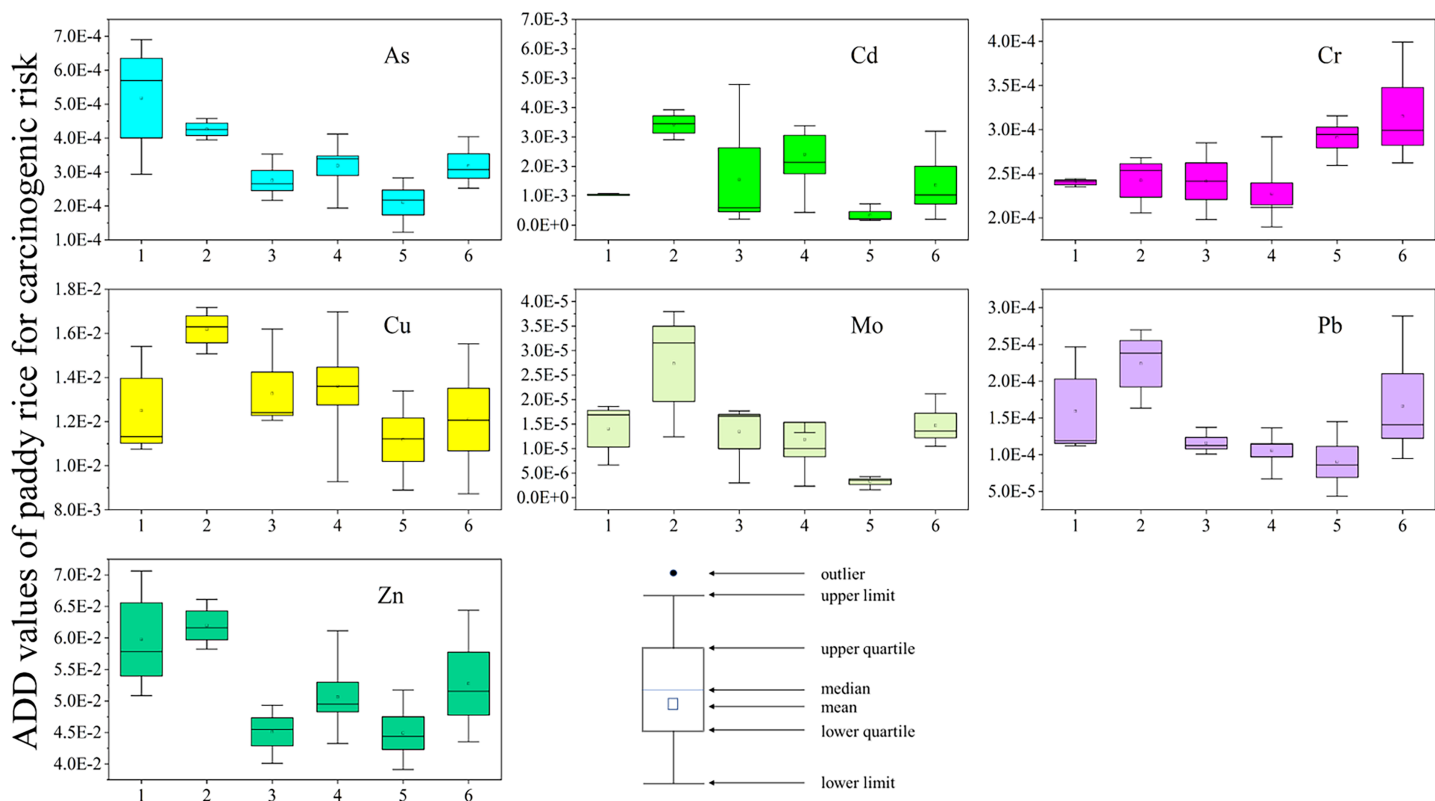 ADD values of paddy rice for carcinogenic risk
As
7.0E-4
6.0E-4
5.0E-4
4.0E-4
3.0E-4
2.0E-4
1.0E-4
1 2 3 4 5 6
Cd
7.0E-3
6.0E-3
5.0E-3
4.0E-3
3.0E-3
2.0E-3
1.0E-3
0.0E+0
1 2 3 4 5 6
Cr
4.0E-4
3.5E-4
3.0E-4
2.5E-4
2.0E-4
1 2 3 4 5 6
Cu
1.8E-2
1.6E-2
1.4E-2
1.2E-2
1.0E-2
8.0E-3
1 2 3 4 5 6
Mo
4.0E-5
3.5E-5
3.0E-5
2.5E-5
2.0E-5
1.5E-5
1.0E-5
5.0E-6
0.0E+0
1 2 3 4 5 6
Pb
3.0E-4
2.5E-4
2.0E-4
1.5E-4
1.0E-4
5.0E-5
1 2 3 4 5 6
Zn
7.0E-2
6.5E-2
6.0E-2
5.5E-2
5.0E-2
4.5E-2
4.0E-2
1 2 3 4 5 6
outlier
upper limit
upper quartile
median
mean
lower quartile
lower limit